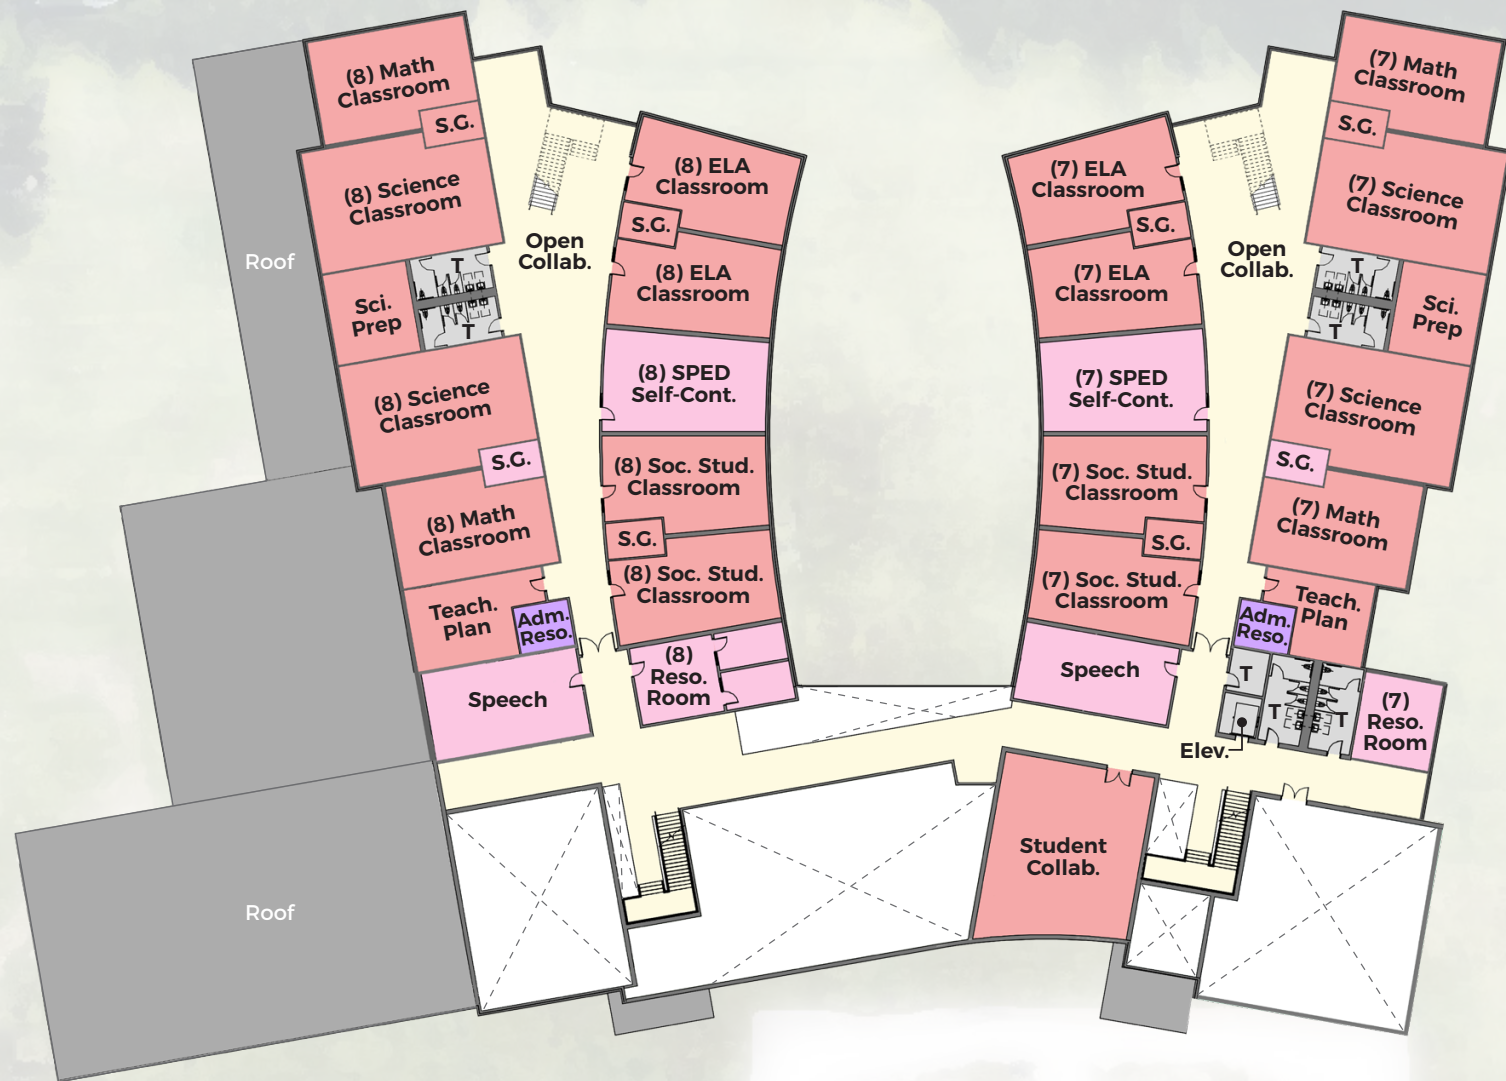 (8) Math
Classroom
S.G.
(8) Science
Classroom
Roof
Sci.
Prep
T
T
(8) Science
Classroom
S.G.
(8) Math
Classroom
Teach.
Plan
Adm.
Reso.
Speech
Open
Collab.
(8) ELA
Classroom
S.G.
(8) ELA
Classroom
(8) SPED
Self-Cont.
(8) Soc. Stud.
Classroom
S.G.
(8) Soc. Stud.
Classroom
(8)
Reso.
Room
Roof
(7) ELA
Classroom
S.G.
(7) ELA
Classroom
(7) SPED
Self-Cont.
(7) Soc. Stud.
Classroom
S.G.
(7) Soc. Stud.
Classroom
Speech
Open
Collab.
(7) Math
Classroom
S.G.
(7) Science
Classroom
T
T
Sci.
Prep
(7) Science
Classroom
S.G.
(7) Math
Classroom
Teach.
Plan
Adm.
Reso.
T
T
T
(7)
Reso.
Room
Elev.
Student
Collab.